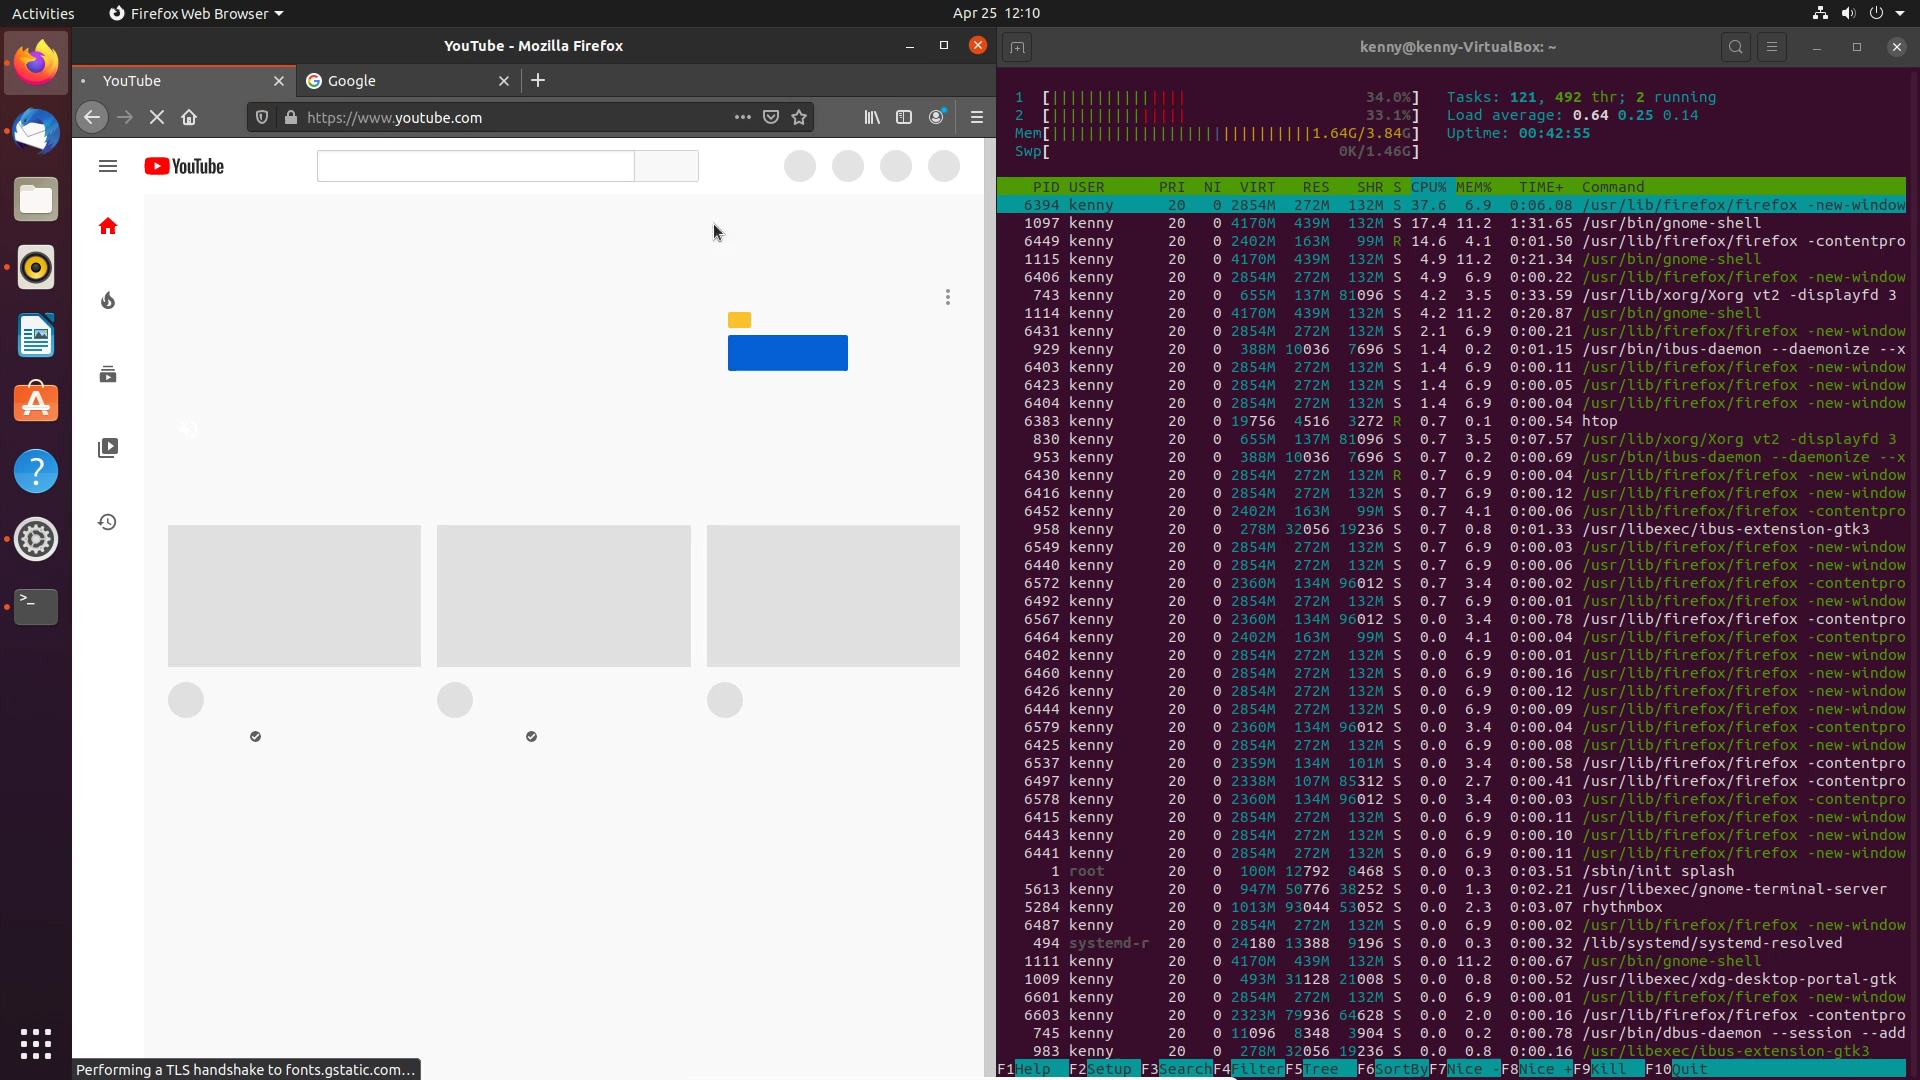 Activities
Firefox Web Browser
Apr 25 12:10
YouTube - Mozilla Firefox
YouTube
Google
https://www.youtube.com
YouTube
Performing a TLS handshake to fonts.gstatic.com…
kenny@kenny-VirtualBox: ~
1 [||||||||||||||| 34.0%] Tasks: 121, 492 thr; 2 running
2 [||||||||||||||| 33.1%] Load average: 0.64 0.25 0.14
Mem[|||||||||||||||||||||||||||||1.64G/3.84G] Uptime: 00:42:55
Swp[ 0K/1.46G]
PID USER PRI NI VIRT RES SHR S CPU% MEM% TIME+ Command
6394 kenny 20 0 2854M 272M 132M S 37.6 6.9 0:06.08 /usr/lib/firefox/firefox -new-window
1097 kenny 20 0 4170M 439M 132M S 17.4 11.2 1:31.65 /usr/bin/gnome-shell
6449 kenny 20 0 2402M 163M 99M R 14.6 4.1 0:01.50 /usr/lib/firefox/firefox -contentpro
1115 kenny 20 0 4170M 439M 132M S 4.9 11.2 0:21.34 /usr/bin/gnome-shell
6406 kenny 20 0 2854M 272M 132M S 4.9 6.9 0:00.22 /usr/lib/firefox/firefox -new-window
743 kenny 20 0 655M 137M 81096 S 4.2 3.5 0:33.59 /usr/lib/xorg/Xorg vt2 -displayfd 3
1114 kenny 20 0 4170M 439M 132M S 4.2 11.2 0:20.87 /usr/bin/gnome-shell
6431 kenny 20 0 2854M 272M 132M S 2.1 6.9 0:00.21 /usr/lib/firefox/firefox -new-window
929 kenny 20 0 388M 10036 7696 S 1.4 0.2 0:01.15 /usr/bin/ibus-daemon --daemonize --x
6403 kenny 20 0 2854M 272M 132M S 1.4 6.9 0:00.11 /usr/lib/firefox/firefox -new-window
6423 kenny 20 0 2854M 272M 132M S 1.4 6.9 0:00.05 /usr/lib/firefox/firefox -new-window
6404 kenny 20 0 2854M 272M 132M S 1.4 6.9 0:00.04 /usr/lib/firefox/firefox -new-window
6383 kenny 20 0 19756 4516 3272 R 0.7 0.1 0:00.54 htop
830 kenny 20 0 655M 137M 81096 S 0.7 3.5 0:07.57 /usr/lib/xorg/Xorg vt2 -displayfd 3
953 kenny 20 0 388M 10036 7696 S 0.7 0.2 0:00.69 /usr/bin/ibus-daemon --daemonize --x
6430 kenny 20 0 2854M 272M 132M R 0.7 6.9 0:00.04 /usr/lib/firefox/firefox -new-window
6416 kenny 20 0 2854M 272M 132M S 0.7 6.9 0:00.12 /usr/lib/firefox/firefox -new-window
6452 kenny 20 0 2402M 163M 99M S 0.7 4.1 0:00.06 /usr/lib/firefox/firefox -contentpro
958 kenny 20 0 278M 32056 19236 S 0.7 0.8 0:01.33 /usr/libexec/ibus-extension-gtk3
6549 kenny 20 0 2854M 272M 132M S 0.7 6.9 0:00.03 /usr/lib/firefox/firefox -new-window
6440 kenny 20 0 2854M 272M 132M S 0.7 6.9 0:00.06 /usr/lib/firefox/firefox -new-window
6572 kenny 20 0 2360M 134M 96012 S 0.7 3.4 0:00.02 /usr/lib/firefox/firefox -contentpro
6492 kenny 20 0 2854M 272M 132M S 0.7 6.9 0:00.01 /usr/lib/firefox/firefox -new-window
6567 kenny 20 0 2360M 134M 96012 S 0.0 3.4 0:00.78 /usr/lib/firefox/firefox -contentpro
6464 kenny 20 0 2402M 163M 99M S 0.0 4.1 0:00.04 /usr/lib/firefox/firefox -contentpro
6402 kenny 20 0 2854M 272M 132M S 0.0 6.9 0:00.01 /usr/lib/firefox/firefox -new-window
6460 kenny 20 0 2854M 272M 132M S 0.0 6.9 0:00.16 /usr/lib/firefox/firefox -new-window
6426 kenny 20 0 2854M 272M 132M S 0.0 6.9 0:00.12 /usr/lib/firefox/firefox -new-window
6444 kenny 20 0 2854M 272M 132M S 0.0 6.9 0:00.09 /usr/lib/firefox/firefox -new-window
6579 kenny 20 0 2360M 134M 96012 S 0.0 3.4 0:00.04 /usr/lib/firefox/firefox -contentpro
6425 kenny 20 0 2854M 272M 132M S 0.0 6.9 0:00.08 /usr/lib/firefox/firefox -new-window
6537 kenny 20 0 2359M 134M 101M S 0.0 3.4 0:00.58 /usr/lib/firefox/firefox -contentpro
6497 kenny 20 0 2338M 107M 85312 S 0.0 2.7 0:00.41 /usr/lib/firefox/firefox -contentpro
6578 kenny 20 0 2360M 134M 96012 S 0.0 3.4 0:00.03 /usr/lib/firefox/firefox -contentpro
6415 kenny 20 0 2854M 272M 132M S 0.0 6.9 0:00.11 /usr/lib/firefox/firefox -new-window
6443 kenny 20 0 2854M 272M 132M S 0.0 6.9 0:00.10 /usr/lib/firefox/firefox -new-window
6441 kenny 20 0 2854M 272M 132M S 0.0 6.9 0:00.11 /usr/lib/firefox/firefox -new-window
1 root 20 0 100M 12792 8468 S 0.0 0.3 0:03.51 /sbin/init splash
5613 kenny 20 0 947M 50776 38252 S 0.0 1.3 0:02.21 /usr/libexec/gnome-terminal-server
5284 kenny 20 0 1013M 93044 53052 S 0.0 2.3 0:03.07 rhythmbox
6487 kenny 20 0 2854M 272M 132M S 0.0 6.9 0:00.02 /usr/lib/firefox/firefox -new-window
494 systemd-r 20 0 24180 13388 9196 S 0.0 0.3 0:00.32 /lib/systemd/systemd-resolved
1111 kenny 20 0 4170M 439M 132M S 0.0 11.2 0:00.67 /usr/bin/gnome-shell
1009 kenny 20 0 493M 31128 21008 S 0.0 0.8 0:00.52 /usr/libexec/xdg-desktop-portal-gtk
6601 kenny 20 0 2854M 272M 132M S 0.0 6.9 0:00.01 /usr/lib/firefox/firefox -new-window
6603 kenny 20 0 2323M 79936 64628 S 0.0 2.0 0:00.16 /usr/lib/firefox/firefox -contentpro
745 kenny 20 0 11096 8348 3904 S 0.0 0.2 0:00.78 /usr/bin/dbus-daemon --session --add
983 kenny 20 0 278M 32056 19236 S 0.0 0.8 0:00.16 /usr/libexec/ibus-extension-gtk3
F1Help F2Setup F3SearchF4FilterF5Tree F6SortByF7Nice -F8Nice +F9Kill F10Quit